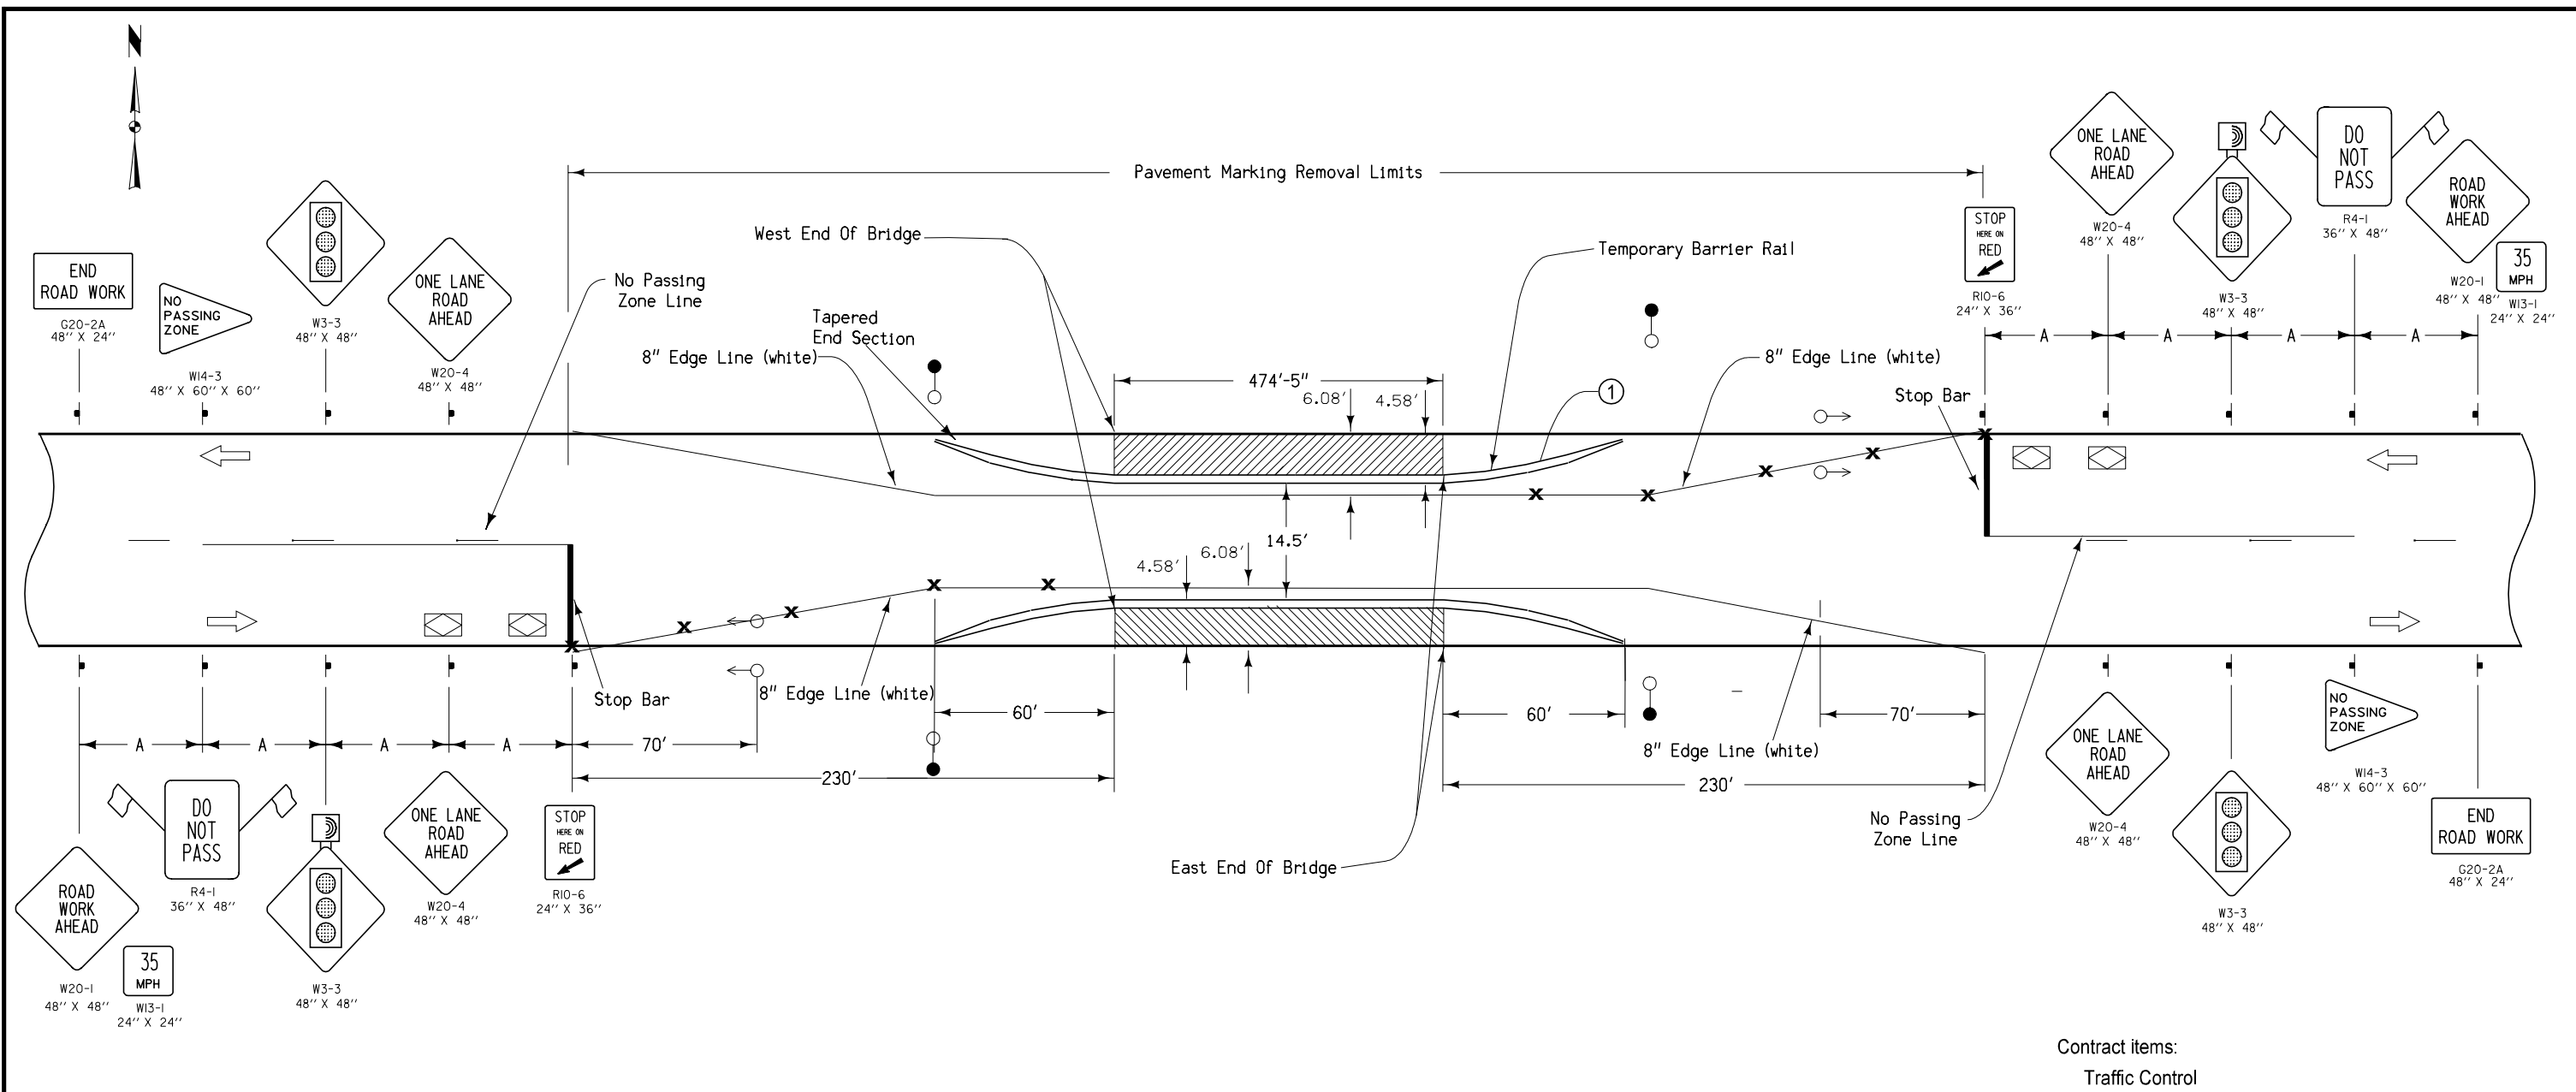 N
Pavement Marking Removal Limits
END
ROAD WORK
G20-2A
48'' X 24''
NO
PASSING
ZONE
W14-3
48'' X 60'' X 60''
W3-3
48'' X 48''
ONE LANE
ROAD
AHEAD
W20-4
48'' X 48''
No Passing
Zone Line
West End Of Bridge
Tapered
End Section
8" Edge Line (white)
474'-5"
6.08'
4.58'
1
Temporary Barrier Rail
8" Edge Line (white)
Stop Bar
STOP
HERE ON
RED
R10-6
24'' X 36''
ONE LANE
ROAD
AHEAD
W20-4
48'' X 48''
W3-3
48'' X 48''
DO
NOT
PASS
R4-1
36'' X 48''
ROAD
WORK
AHEAD
W20-1
48'' X 48''
35
MPH
W13-1
24'' X 24''
A
A
A
A
X
X
X
X
X
14.5'
4.58'
6.08'
X
X
X
X
X
Stop Bar
8" Edge Line (white)
60'
60'
70'
A
A
A
A
70'
230'
230'
8" Edge Line (white)
ROAD
WORK
AHEAD
W20-1
48'' X 48''
35
MPH
W13-1
24'' X 24''
DO
NOT
PASS
R4-1
36'' X 48''
W3-3
48'' X 48''
ONE LANE
ROAD
AHEAD
W20-4
48'' X 48''
STOP
HERE ON
RED
R10-6
24'' X 36''
East End Of Bridge
No Passing
Zone Line
ONE LANE
ROAD
AHEAD
W20-4
48'' X 48''
W3-3
48'' X 48''
NO
PASSING
ZONE
W14-3
48'' X 60'' X 60''
END
ROAD WORK
G20-2A
48'' X 24''
Contract items:
Traffic Control